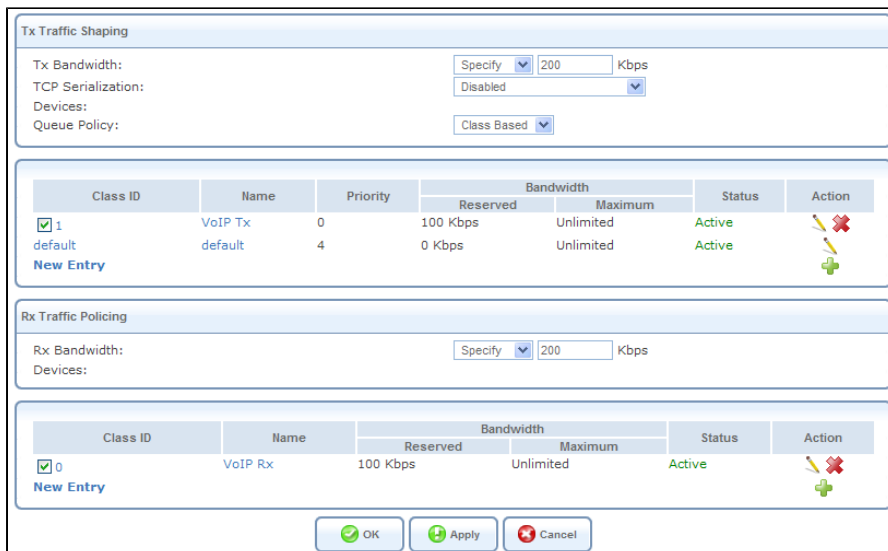 Tx Traffic Shaping
Tx Bandwidth: Specify 200 Kbps
TCP Serialization: Disabled
Devices:
Queue Policy: Class Based
Class ID Name Priority Bandwidth Status Action
Reserved Maximum
1 VoIP Tx 0 100 Kbps Unlimited Active
default default 4 0 Kbps Unlimited Active
New Entry
Rx Traffic Policing
Rx Bandwidth: Specify 200 Kbps
Devices:
Class ID Name Bandwidth Status Action
Reserved Maximum
0 VoIP Rx 100 Kbps Unlimited Active
New Entry
OK Apply Cancel